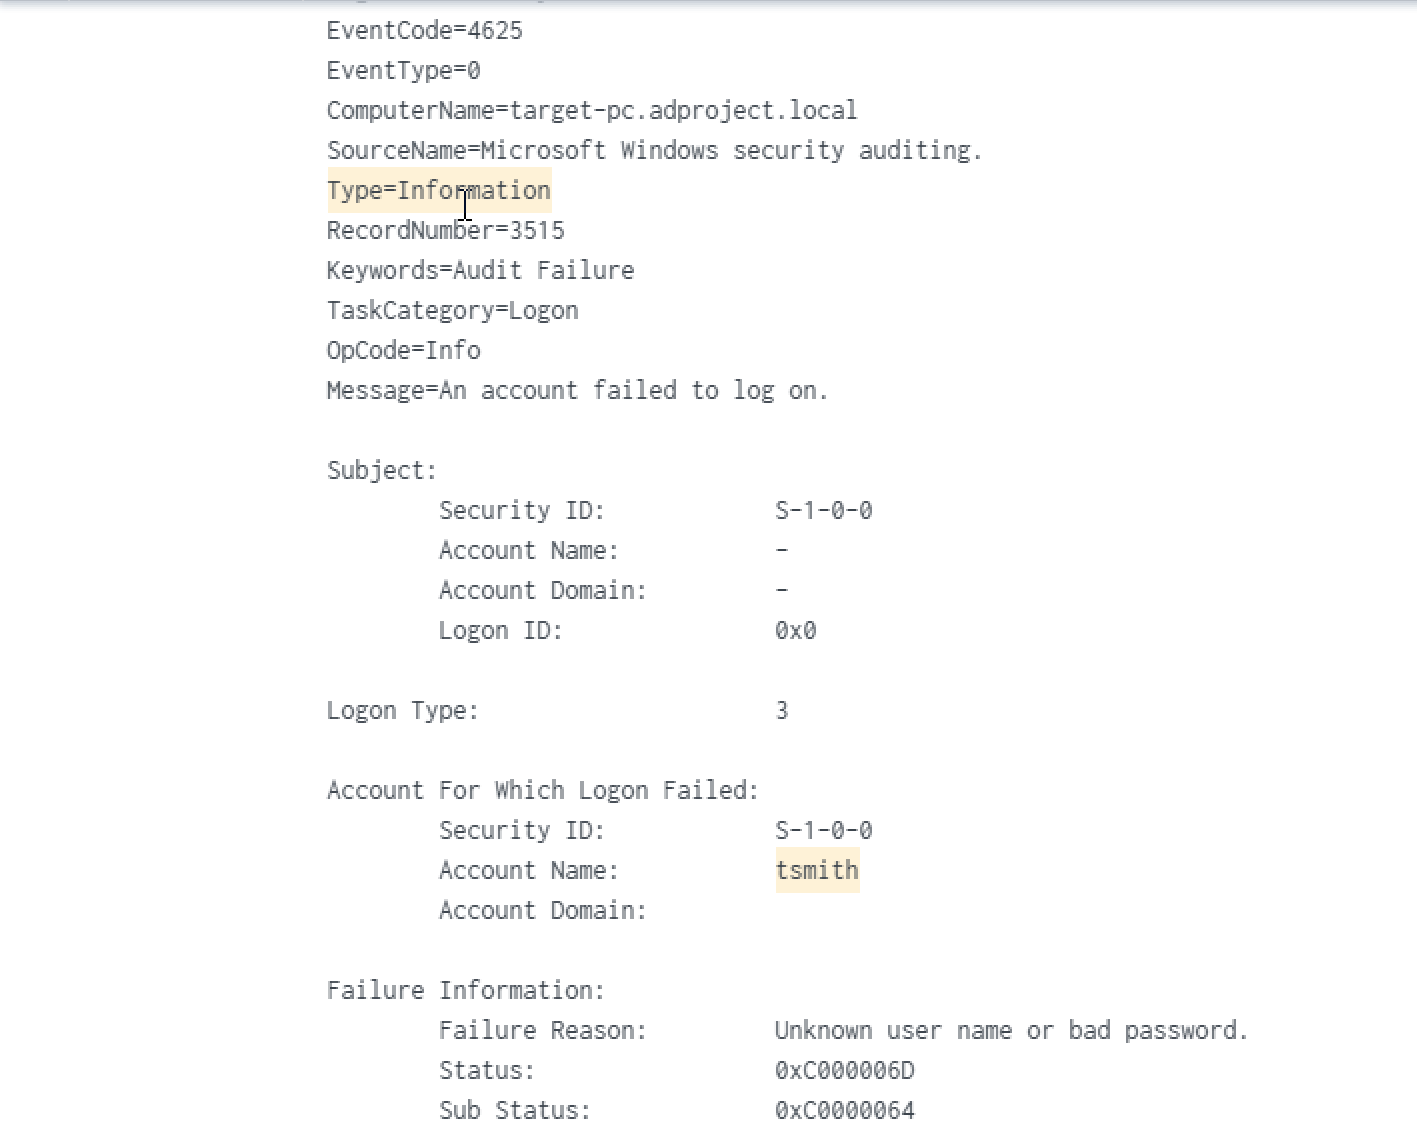 EventCode=4625
EventType=0
ComputerName=target-pc.adproject.local
SourceName=Microsoft Windows security auditing.
Type=Information
RecordNumber=3515
Keywords=Audit Failure
TaskCategory=Logon
OpCode=Info
Message=An account failed to log on.
Subject:
Security ID: S-1-0-0
Account Name: -
Account Domain: -
Logon ID: 0x0
Logon Type: 3
Account For Which Logon Failed:
Security ID: S-1-0-0
Account Name: tsmith
Account Domain:
Failure Information:
Failure Reason: Unknown user name or bad password.
Status: 0xC000006D
Sub Status: 0xC0000064